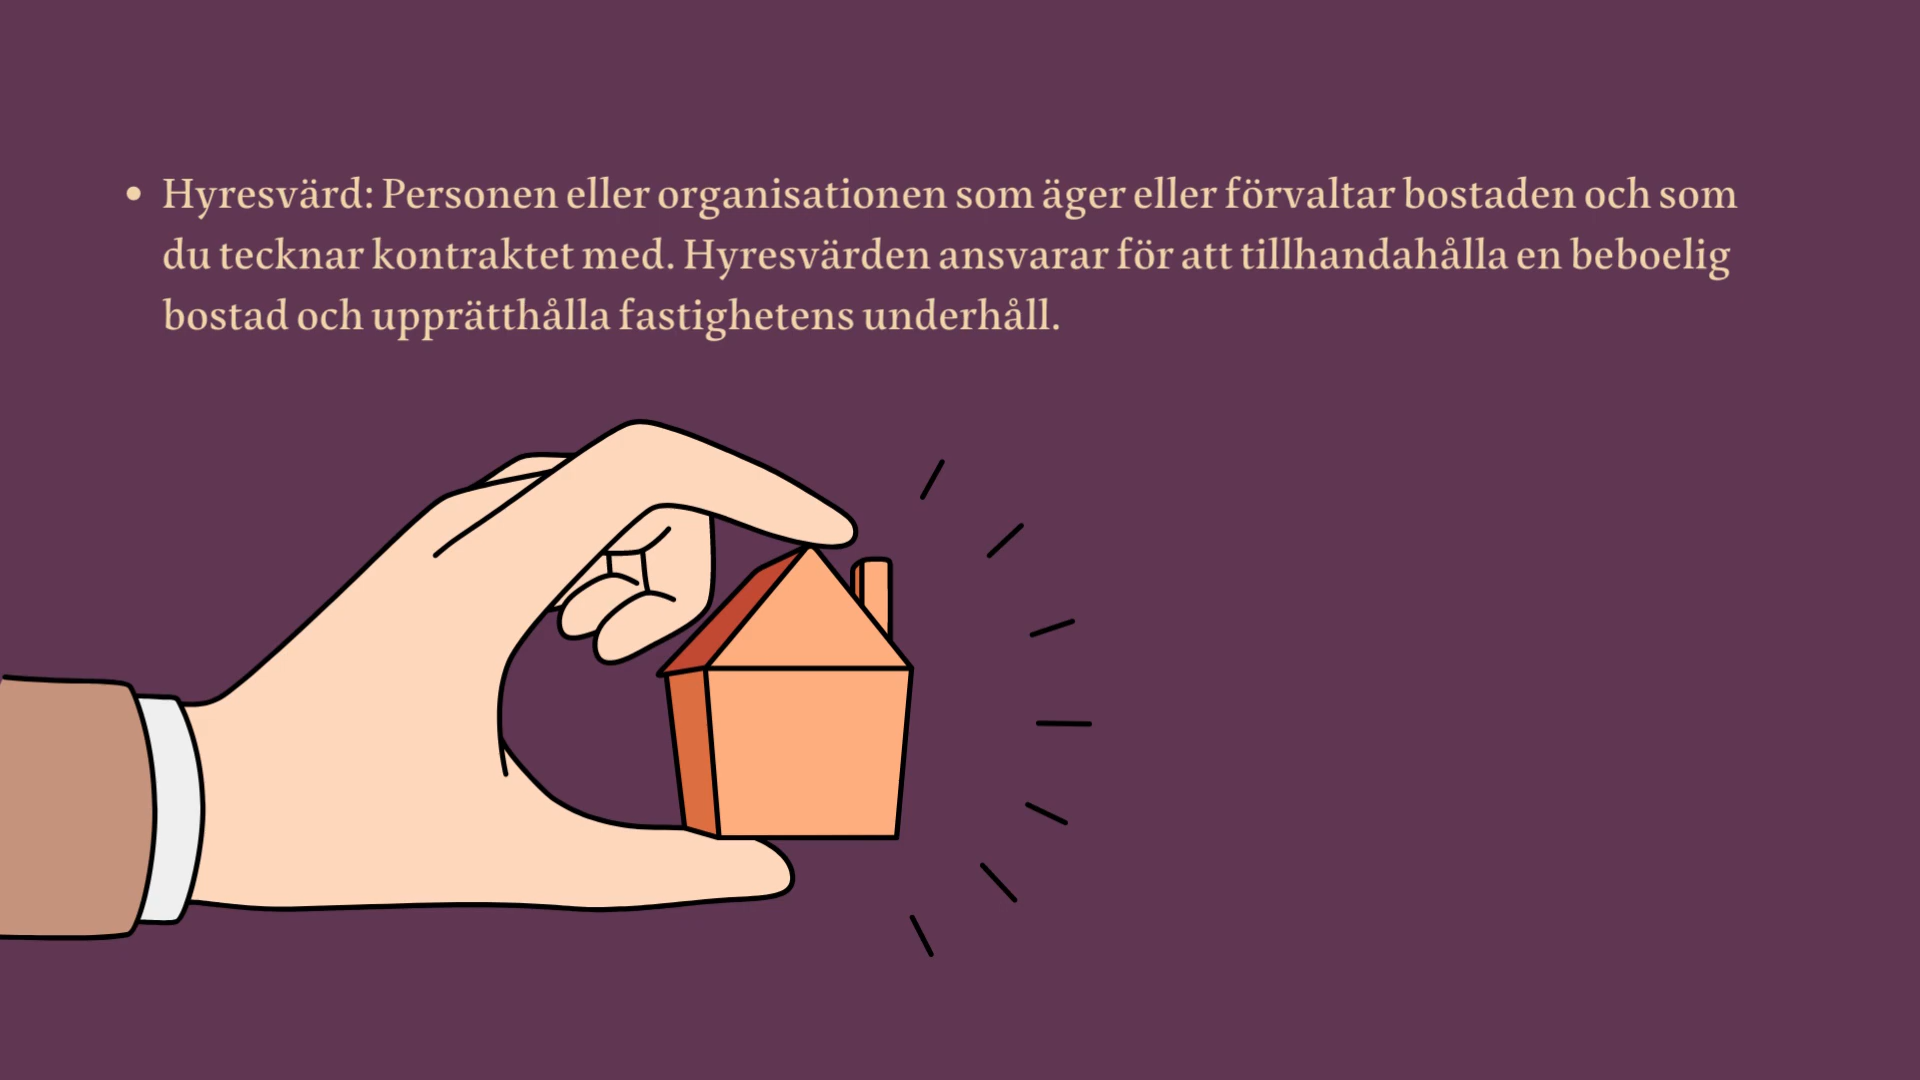 • Hyresvärd: Personen eller organisationen som äger eller förvaltar bostaden och som
du tecknar kontraktet med. Hyresvärden ansvarar för att tillhandahålla en beboelig
bostad och upprätthålla fastighetens underhåll.